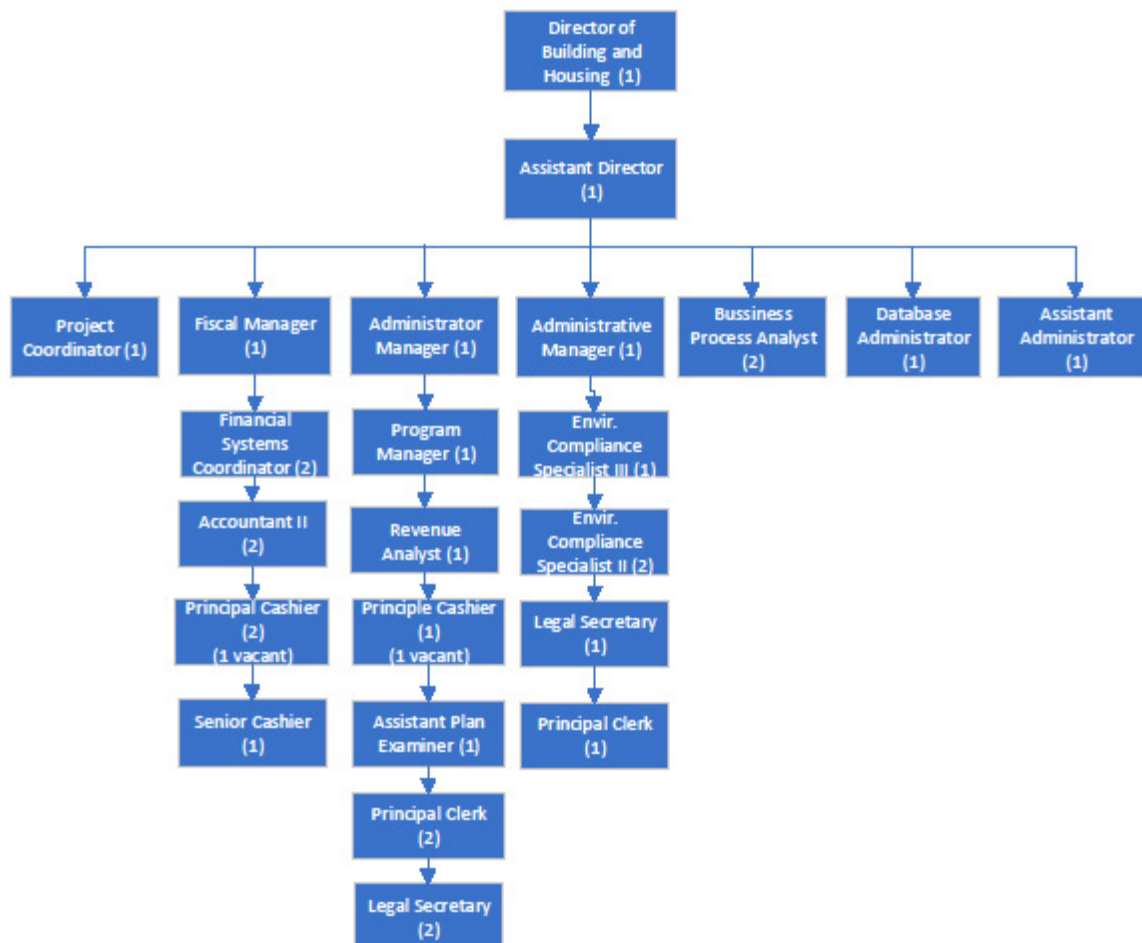 Director of
Building and
Housing (1)
Assistant Director
(1)
Project
Coordinator (1)
Fiscal Manager
(1)
Administrator
Manager (1)
Administrative
Manager (1)
Bussiness
Process Analyst
(2)
Database
Administrator
(1)
Assistant
Administrator
(1)
Financial
Systems
Coordinator (2)
Program
Manager (1)
Envir.
Compliance
Specialist III (1)
Accountant II
(2)
Revenue
Analyst (1)
Envir.
Compliance
Specialist II (2)
Principal Cashier
(2)
(1 vacant)
Principle Cashier
(1)
(1 vacant)
Legal Secretary
(1)
Senior Cashier
(1)
Assistant Plan
Examiner (1)
Principal Clerk
(1)
Principal Clerk
(2)
Legal Secretary
(2)